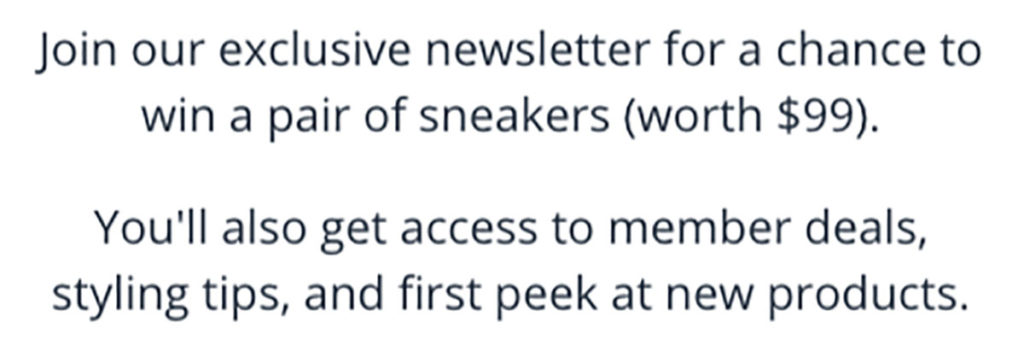 Join our exclusive newsletter for a chance to
win a pair of sneakers (worth $99).
You'll also get access to member deals,
styling tips, and first peek at new products.